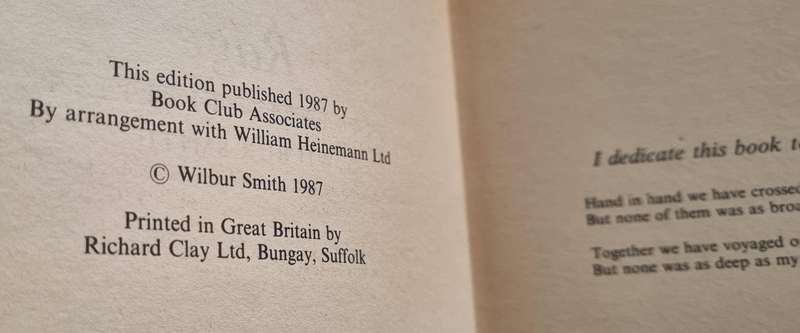 This edition published 1987 by
Book Club Associates
By arrangement with William Heinemann Ltd
© Wilbur Smith 1987
Printed in Great Britain by
Richard Clay Ltd, Bungay, Suffolk
I dedicate this book
Hand in hand we have crossed
But none of them was as
Together we have voyaged
But none was as deep as my